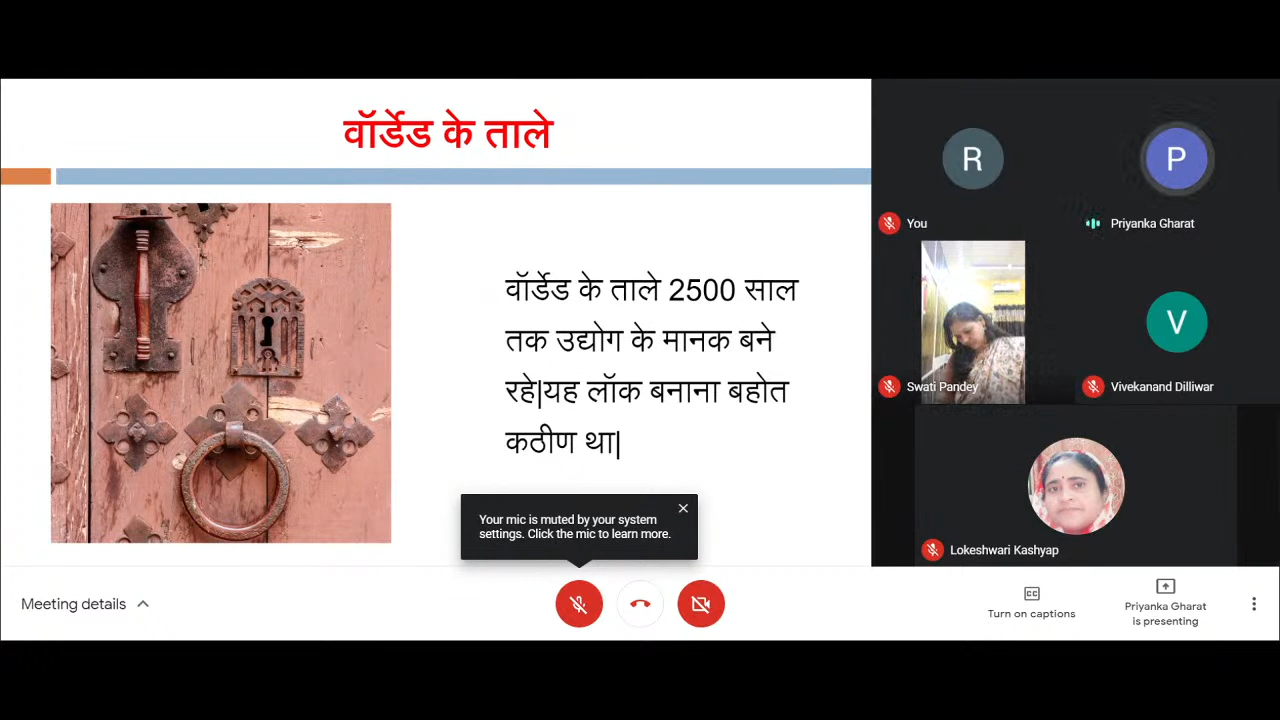 वॉर्डेड के ताले
वॉर्डेड के ताले 2500 साल
तक उद्योग के मानक बने
रहे|यह लॉक बनाना बहोत
कठीण था|
R
You
P
Priyanka Gharat
Swati Pandey
V
Vivekanand Dilliwar
Lokeshwari Kashyap
Your mic is muted by your system
settings. Click the mic to learn more.
Meeting details
CC
Turn on captions
Priyanka Gharat
is presenting